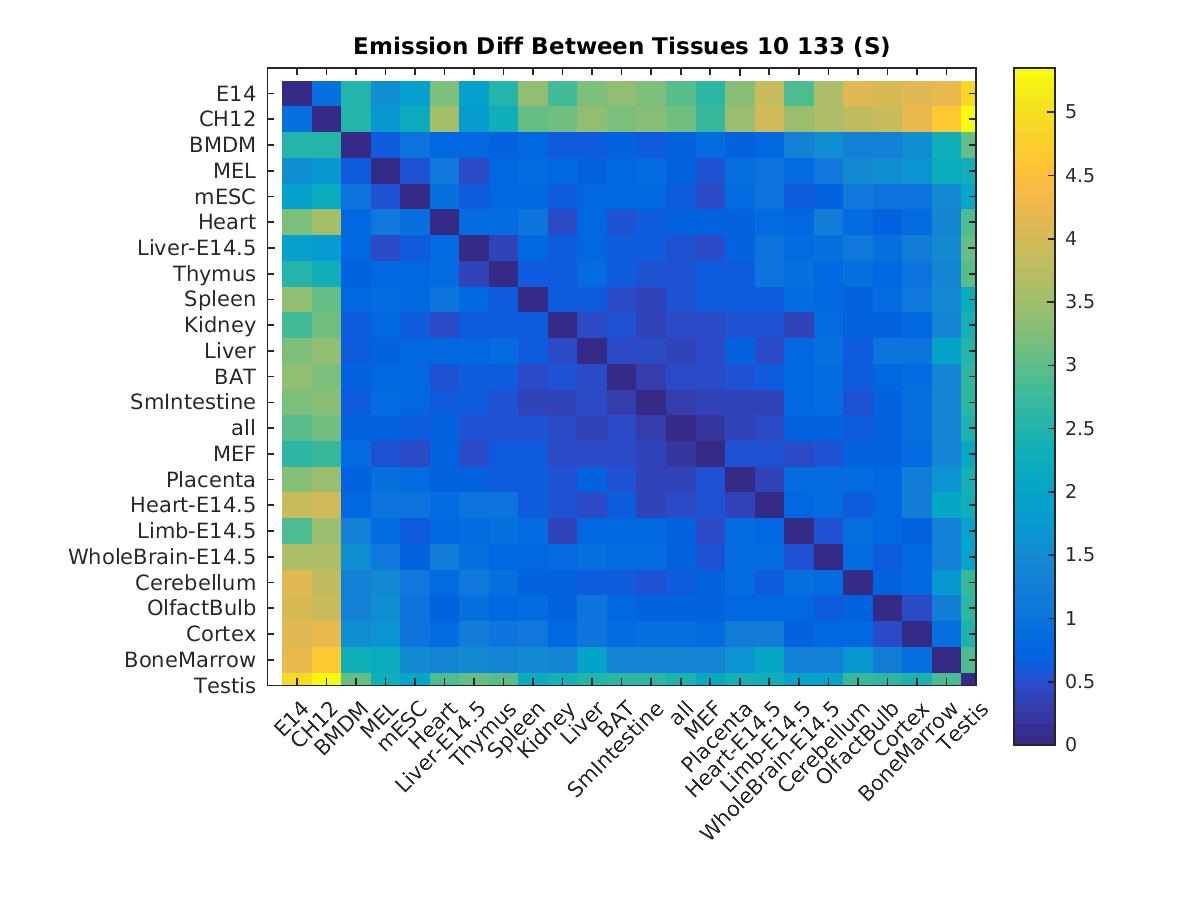 Emission Diff Between Tissues 10 133 (S)
E14
CH12
BMDM
MEL
mESC
Heart
Liver-E14.5
Thymus
Spleen
Kidney
Liver
BAT
SmIntestine
all
MEF
Placenta
Heart-E14.5
Limb-E14.5
WholeBrain-E14.5
Cerebellum
OlfactBulb
Cortex
BoneMarrow
Testis
E14
CH12
BMDM
MEL
mESC
Heart
Liver-E14.5
Thymus
Spleen
Kidney
Liver
BAT
SmIntestine
all
MEF
Placenta
Heart-E14.5
Limb-E14.5
WholeBrain-E14.5
Cerebellum
OlfactBulb
Cortex
BoneMarrow
Testis
5
4.5
4
3.5
3
2.5
2
1.5
1
0.5
0